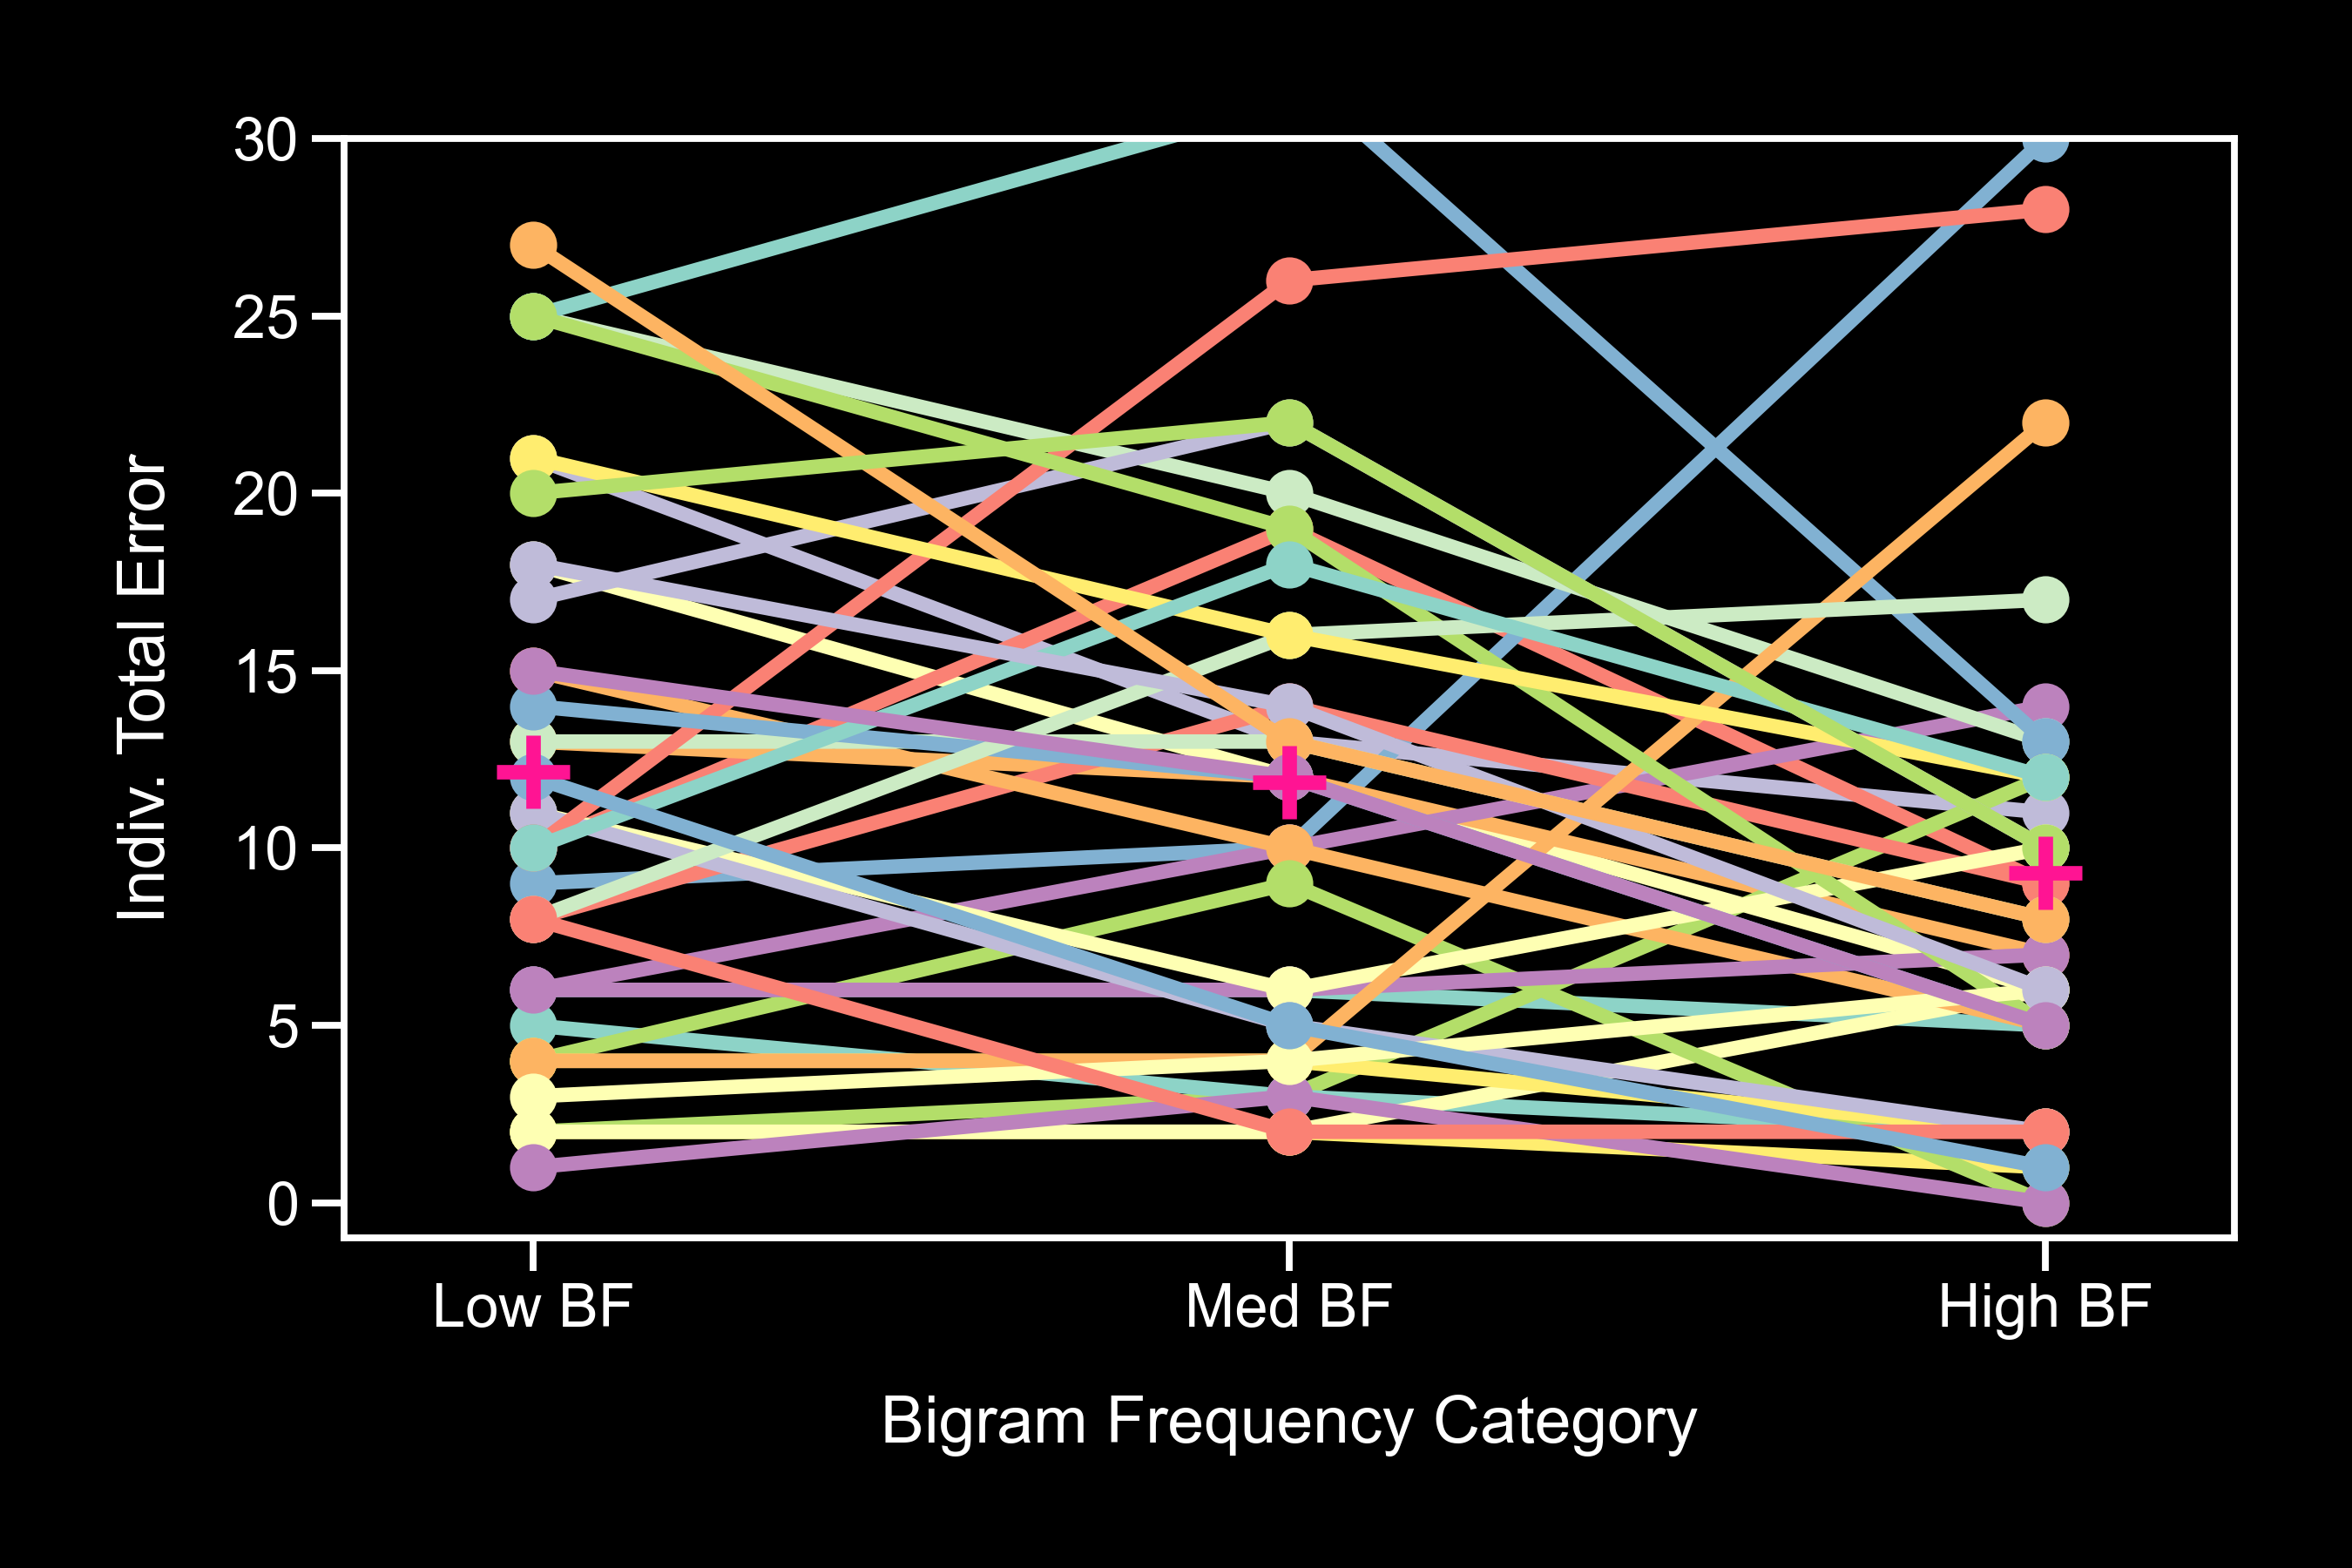 30
25
20
15
10
5
0
Indiv. Total Error
Low BF
Med BF
High BF
Bigram Frequency Category